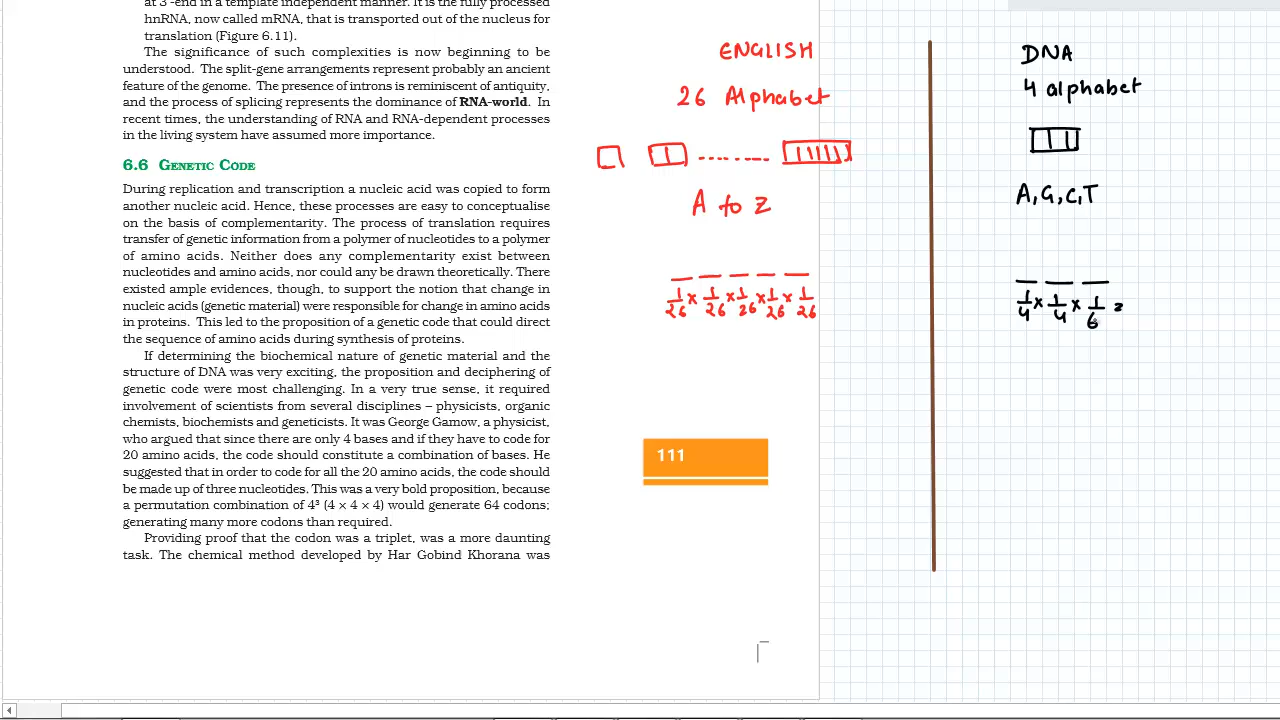 at 3'-end in a template independent manner. It is the fully processed
hnRNA, now called mRNA, that is transported out of the nucleus for
translation (Figure 6.11).
The significance of such complexities is now beginning to be
understood. The split-gene arrangements represent probably an ancient
feature of the genome. The presence of introns is reminiscent of antiquity,
and the process of splicing represents the dominance of RNA-world. In
recent times, the understanding of RNA and RNA-dependent processes
in the living system have assumed more importance.
6.6 GENETIC CODE
During replication and transcription a nucleic acid was copied to form
another nucleic acid. Hence, these processes are easy to conceptualise
on the basis of complementarity. The process of translation requires
transfer of genetic information from a polymer of nucleotides to a polymer
of amino acids. Neither does any complementarity exist between
nucleotides and amino acids, nor could any be drawn theoretically. There
existed ample evidences, though, to support the notion that change in
nucleic acids (genetic material) were responsible for change in amino acids
in proteins. This led to the proposition of a genetic code that could direct
the sequence of amino acids during synthesis of proteins.
If determining the biochemical nature of genetic material and the
structure of DNA was very exciting, the proposition and deciphering of
genetic code were most challenging. In a very true sense, it required
involvement of scientists from several disciplines – physicists, organic
chemists, biochemists and geneticists. It was George Gamow, a physicist,
who argued that since there are only 4 bases and if they have to code for
20 amino acids, the code should constitute a combination of bases. He
suggested that in order to code for all the 20 amino acids, the code should
be made up of three nucleotides. This was a very bold proposition, because
a permutation combination of 4³ (4 × 4 × 4) would generate 64 codons;
generating many more codons than required.
Providing proof that the codon was a triplet, was a more daunting
task. The chemical method developed by Har Gobind Khorana was
111
ENGLISH
26 Alphabet
A to Z
1/26 × 1/26 × 1/26 × 1/26 × 1/26
DNA
4 alphabet
A, G, C, T
1/4 × 1/4 × 1/6 =